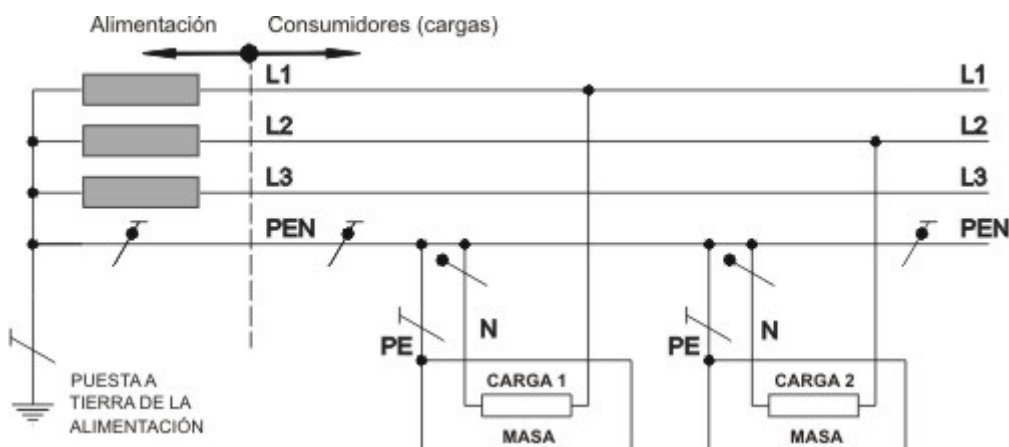 Alimentación
Consumidores (cargas)
L1
L1
L2
L2
L3
L3
PEN
PEN
PE
N
PE
N
PUESTA A
TIERRA DE LA
ALIMENTACIÓN
CARGA 1
MASA
CARGA 2
MASA